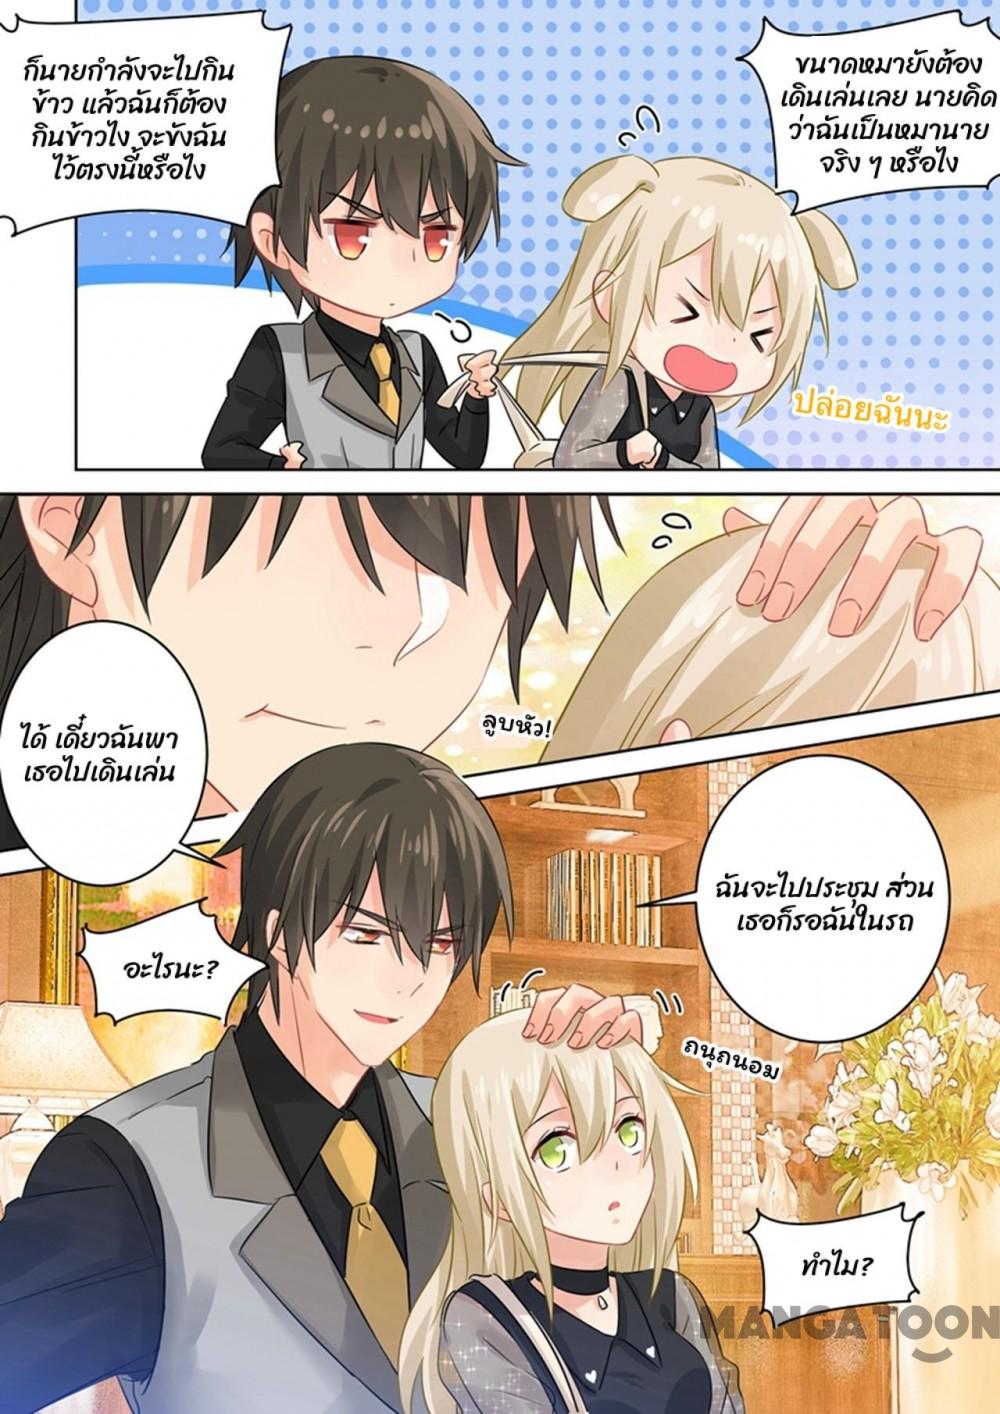 ก็นายกำลังจะไปกิน
ข้าว แล้วฉันก็ต้อง
กินข้าวไง จะขังฉัน
ไว้ตรงนี้หรือไง
ขนาดหมายังต้อง
เดินเล่นเลย นายคิด
ว่าฉันเป็นหมานาย
จริง ๆ หรือไง
ปล่อยฉันนะ
ลูบหัว!
ได้ เดี๋ยวฉันพา
เธอไปเดินเล่น
ฉันจะไปประชุม ส่วน
เธอก็รอฉันในรถ
อะไรนะ?
ถนุถนอม
ทำไม?
MANGATOON